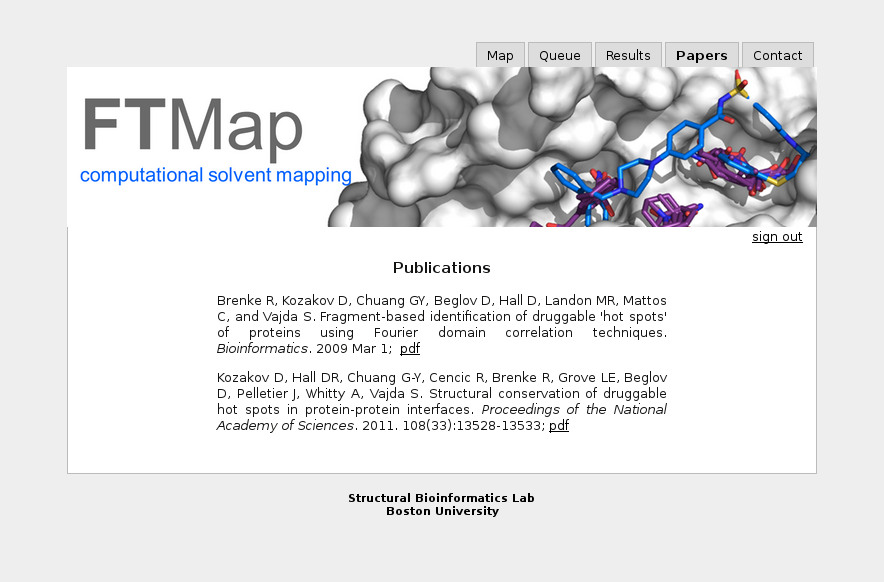 Map Queue Results Papers Contact
FTMap
computational solvent mapping
sign out
Publications
Brenke R, Kozakov D, Chuang GY, Beglov D, Hall D, Landon MR, Mattos
C, and Vajda S. Fragment-based identification of druggable 'hot spots'
of proteins using Fourier domain correlation techniques.
Bioinformatics. 2009 Mar 1; pdf
Kozakov D, Hall DR, Chuang G-Y, Cencic R, Brenke R, Grove LE, Beglov
D, Pelletier J, Whitty A, Vajda S. Structural conservation of druggable
hot spots in protein-protein interfaces. Proceedings of the National
Academy of Sciences. 2011. 108(33):13528-13533; pdf
Structural Bioinformatics Lab
Boston University